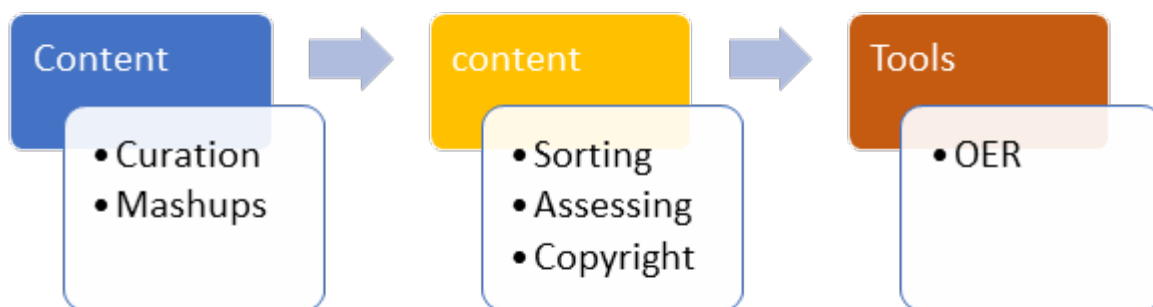 Content
• Curation
• Mashups
content
• Sorting
• Assessing
• Copyright
Tools
• OER